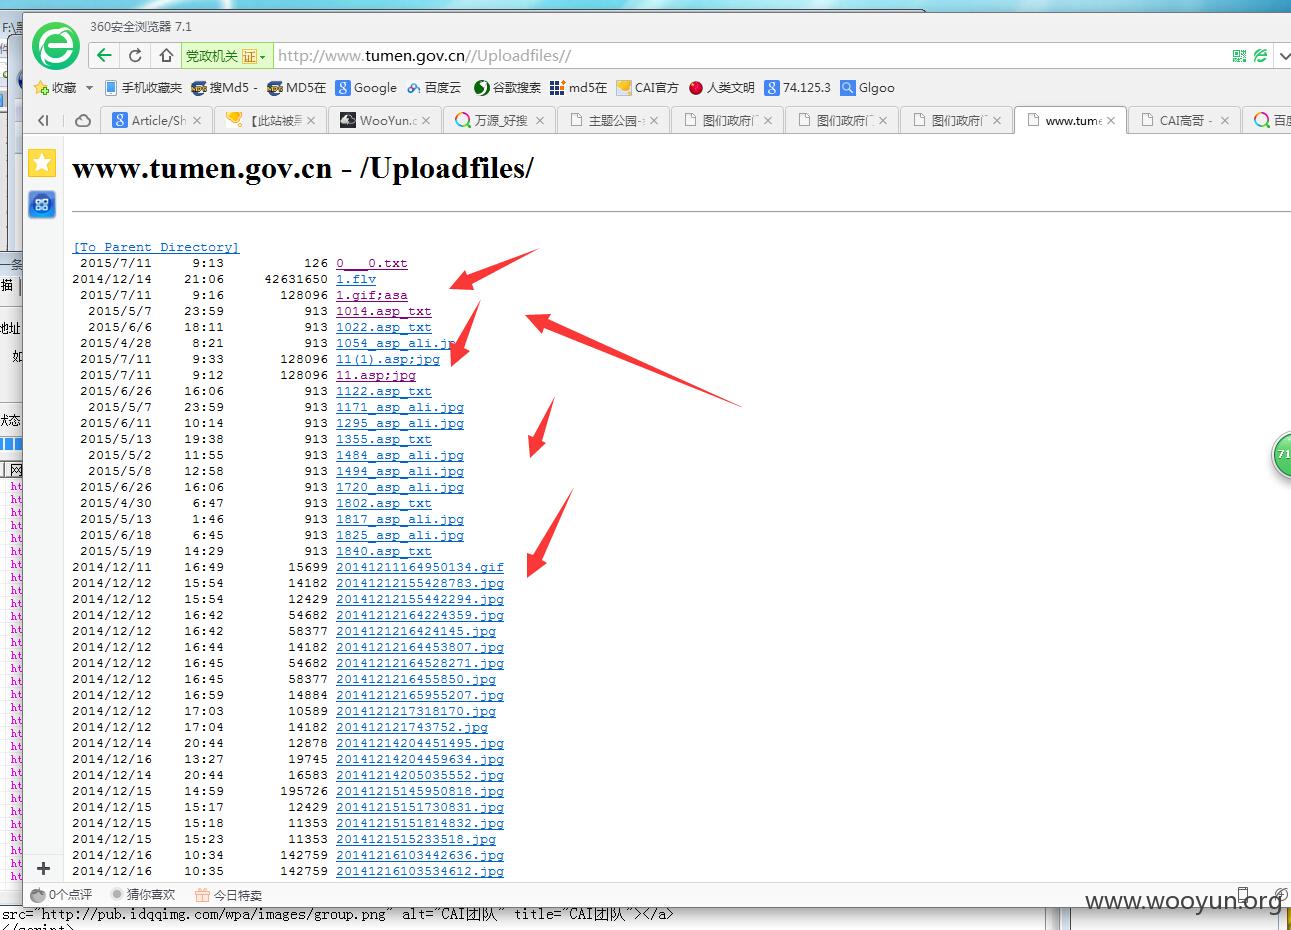 360安全浏览器 7.1
党政机关 证 http://www.tumen.gov.cn//Uploadfiles//
收藏 手机收藏夹 搜Md5 - MD5在 Google 百度云 谷歌搜索 md5在 CAI官方 人类文明 74.125.3 Glgoo
Article/Sh 【此站被黑 WooYun.c 万源_好搜 主题公园-s 图们政府门 图们政府门 图们政府门 www.tume CAI高哥 - 百度
www.tumen.gov.cn - /Uploadfiles/
[To Parent Directory]
2015/7/11 9:13 126 0___0.txt
2014/12/14 21:06 42631650 1.flv
2015/7/11 9:16 128096 1.gif;asa
2015/5/7 23:59 913 1014.asp_txt
2015/6/6 18:11 913 1022.asp_txt
2015/4/28 8:21 913 1054_asp_ali.jpg
2015/7/11 9:33 128096 11(1).asp;jpg
2015/7/11 9:12 128096 11.asp;jpg
2015/6/26 16:06 913 1122.asp_txt
2015/5/7 23:59 913 1171_asp_ali.jpg
2015/6/11 10:14 913 1295_asp_ali.jpg
2015/5/13 19:38 913 1355.asp_txt
2015/5/2 11:55 913 1484_asp_ali.jpg
2015/5/8 12:58 913 1494_asp_ali.jpg
2015/6/26 16:06 913 1720_asp_ali.jpg
2015/4/30 6:47 913 1802.asp_txt
2015/5/13 1:46 913 1817_asp_ali.jpg
2015/6/18 6:45 913 1825_asp_ali.jpg
2015/5/19 14:29 913 1840.asp_txt
2014/12/11 16:49 15699 20141211164950134.gif
2014/12/12 15:54 14182 20141212155428783.jpg
2014/12/12 15:54 12429 20141212155442294.jpg
2014/12/12 16:42 54682 20141212164224359.jpg
2014/12/12 16:42 58377 2014121216424145.jpg
2014/12/12 16:44 14182 20141212164453807.jpg
2014/12/12 16:45 54682 20141212164528271.jpg
2014/12/12 16:45 58377 2014121216455850.jpg
2014/12/12 16:59 14884 20141212165955207.jpg
2014/12/12 17:03 10589 2014121217318170.jpg
2014/12/12 17:04 14182 201412121743752.jpg
2014/12/14 20:44 12878 20141214204451495.jpg
2014/12/16 13:27 19745 20141214204459634.jpg
2014/12/14 20:44 16583 20141214205035552.jpg
2014/12/15 14:59 195726 20141215145950818.jpg
2014/12/15 15:17 12429 20141215151730831.jpg
2014/12/15 15:18 11353 20141215151814832.jpg
2014/12/15 15:23 11353 2014121515233518.jpg
2014/12/16 10:34 142759 20141216103442636.jpg
2014/12/16 10:35 142759 20141216103534612.jpg
71
0个点评 猜你喜欢 今日特卖
www.wooyun.org
src="http://pub.idqqimg.com/wpa/images/group.png" alt="CAI团队" title="CAI团队"></a>
</script>